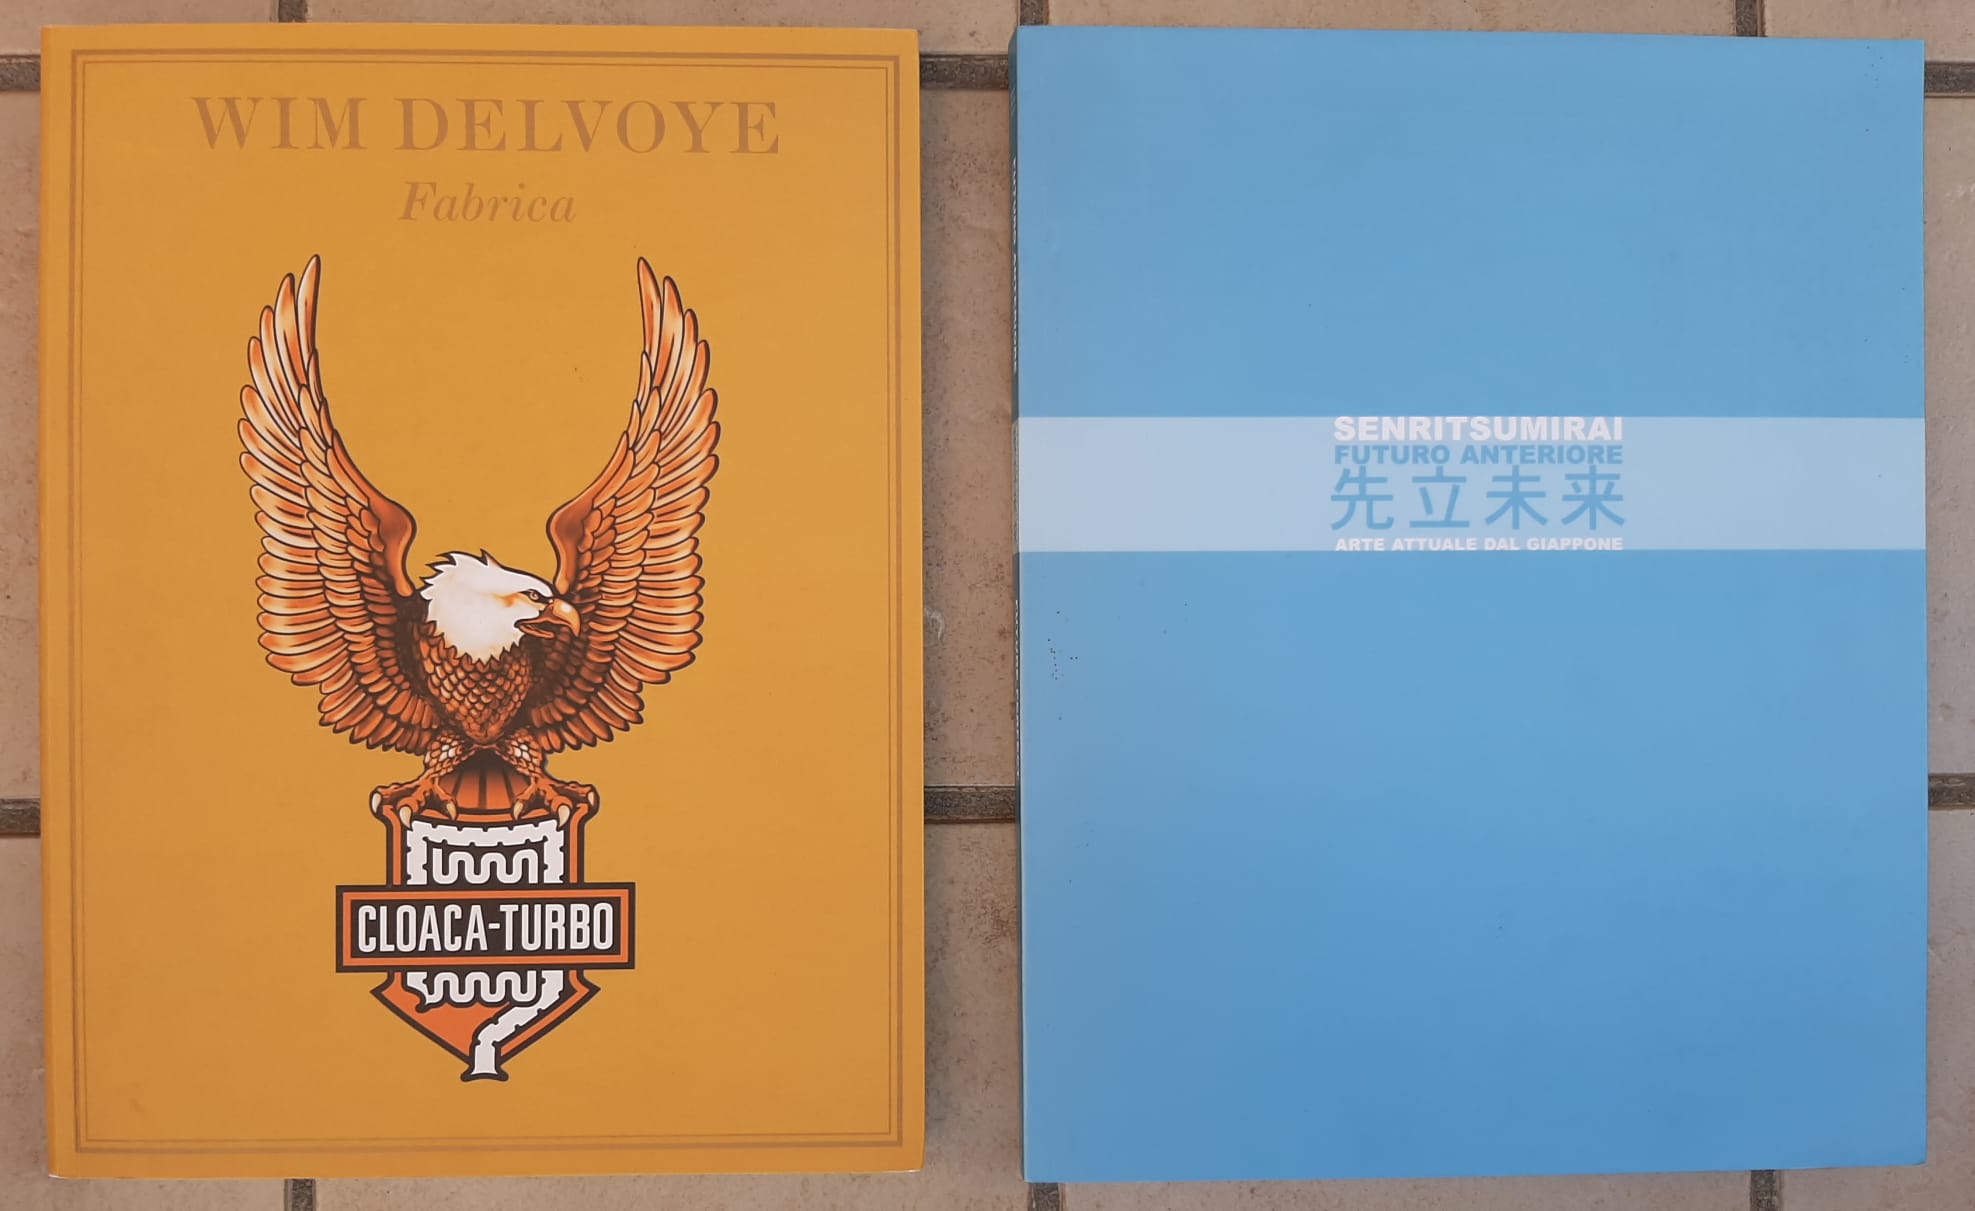 WIM DELVOYE
Fabrica
CLOACA-TURBO
SENRITSUMIRAI
FUTURO ANTERIORE
先立未来
ARTE ATTUALE DAL GIAPPONE